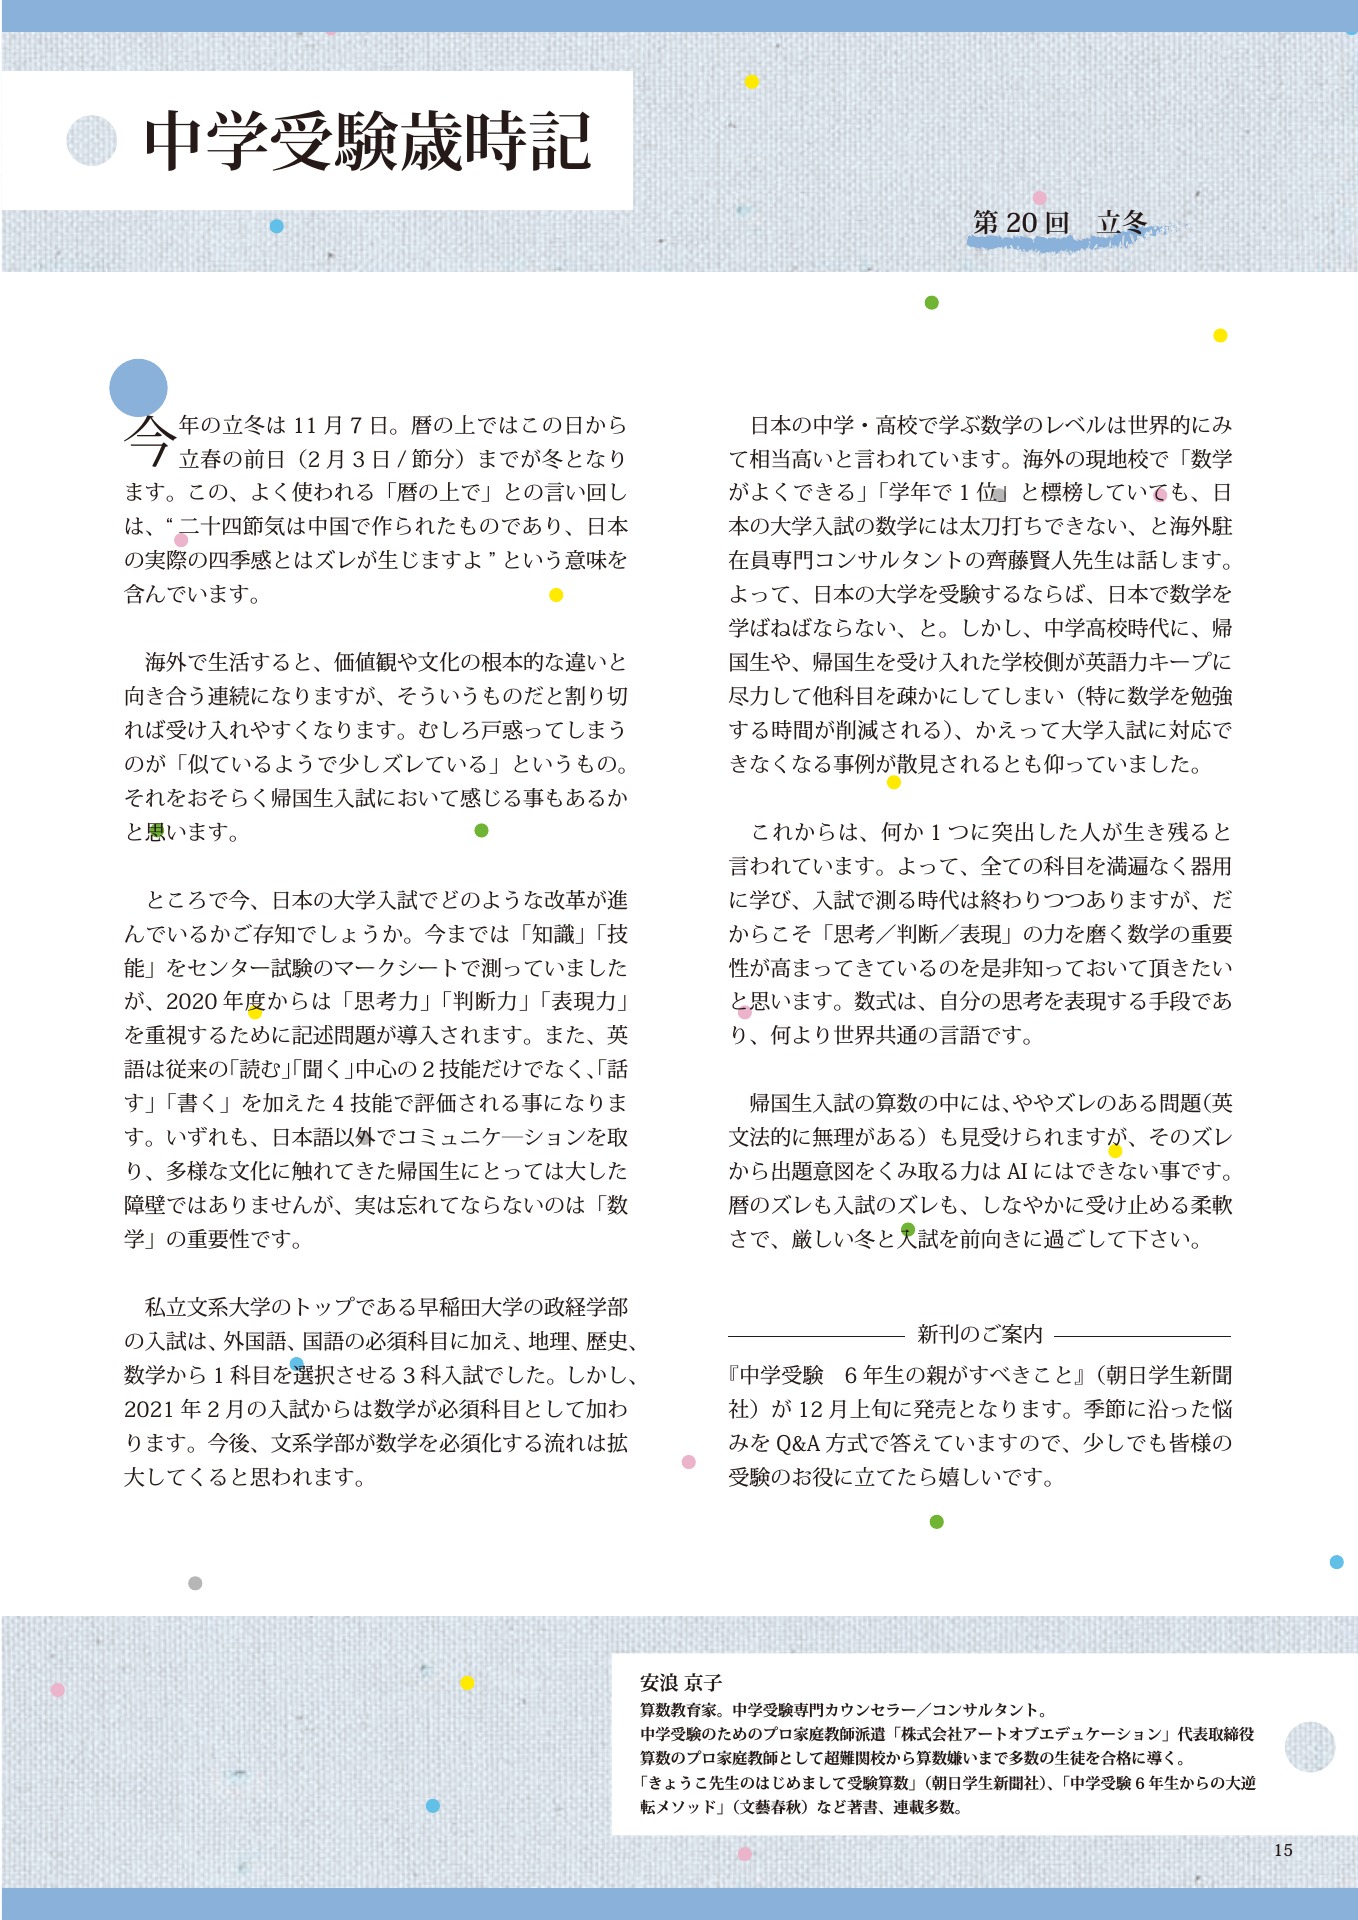 中学受験歳時記
第 20 回　立冬
今年の立冬は 11 月 7 日。暦の上ではこの日から
立春の前日（2 月 3 日 / 節分）までが冬となり
ます。この、よく使われる「暦の上で」との言い回し
は、“ 二十四節気は中国で作られたものであり、日本
の実際の四季感とはズレが生じますよ ” という意味を
含んでいます。
海外で生活すると、価値観や文化の根本的な違いと
向き合う連続になりますが、そういうものだと割り切
れば受け入れやすくなります。むしろ戸惑ってしまう
のが「似ているようで少しズレている」というもの。
それをおそらく帰国生入試において感じる事もあるか
と思います。
ところで今、日本の大学入試でどのような改革が進
んでいるかご存知でしょうか。今までは「知識」「技
能」をセンター試験のマークシートで測っていました
が、2020 年度からは「思考力」「判断力」「表現力」
を重視するために記述問題が導入されます。また、英
語は従来の「読む」「聞く」中心の 2 技能だけでなく、「話
す」「書く」を加えた 4 技能で評価される事になりま
す。いずれも、日本語以外でコミュニケ―ションを取
り、多様な文化に触れてきた帰国生にとっては大した
障壁ではありませんが、実は忘れてならないのは「数
学」の重要性です。
私立文系大学のトップである早稲田大学の政経学部
の入試は、外国語、国語の必須科目に加え、地理、歴史、
数学から 1 科目を選択させる 3 科入試でした。しかし、
2021 年 2 月の入試からは数学が必須科目として加わ
ります。今後、文系学部が数学を必須化する流れは拡
大してくると思われます。
日本の中学・高校で学ぶ数学のレベルは世界的にみ
て相当高いと言われています。海外の現地校で「数学
がよくできる」「学年で 1 位」と標榜していても、日
本の大学入試の数学には太刀打ちできない、と海外駐
在員専門コンサルタントの齊藤賢人先生は話します。
よって、日本の大学を受験するならば、日本で数学を
学ばねばならない、と。しかし、中学高校時代に、帰
国生や、帰国生を受け入れた学校側が英語力キープに
尽力して他科目を疎かにしてしまい（特に数学を勉強
する時間が削減される）、かえって大学入試に対応で
きなくなる事例が散見されるとも仰っていました。
これからは、何か 1 つに突出した人が生き残ると
言われています。よって、全ての科目を満遍なく器用
に学び、入試で測る時代は終わりつつありますが、だ
からこそ「思考／判断／表現」の力を磨く数学の重要
性が高まってきているのを是非知っておいて頂きたい
と思います。数式は、自分の思考を表現する手段であ
り、何より世界共通の言語です。
帰国生入試の算数の中には、ややズレのある問題（英
文法的に無理がある）も見受けられますが、そのズレ
から出題意図をくみ取る力は AI にはできない事です。
暦のズレも入試のズレも、しなやかに受け止める柔軟
さで、厳しい冬と入試を前向きに過ごして下さい。
新刊のご案内
『中学受験　6 年生の親がすべきこと』（朝日学生新聞
社）が 12 月上旬に発売となります。季節に沿った悩
みを Q&A 方式で答えていますので、少しでも皆様の
受験のお役に立てたら嬉しいです。
安浪 京子
算数教育家。中学受験専門カウンセラー／コンサルタント。
中学受験のためのプロ家庭教師派遣「株式会社アートオブエデュケーション」代表取締役
算数のプロ家庭教師として超難関校から算数嫌いまで多数の生徒を合格に導く。
「きょうこ先生のはじめまして受験算数」（朝日学生新聞社）、「中学受験 6 年生からの大逆
転メソッド」（文藝春秋）など著書、連載多数。
15